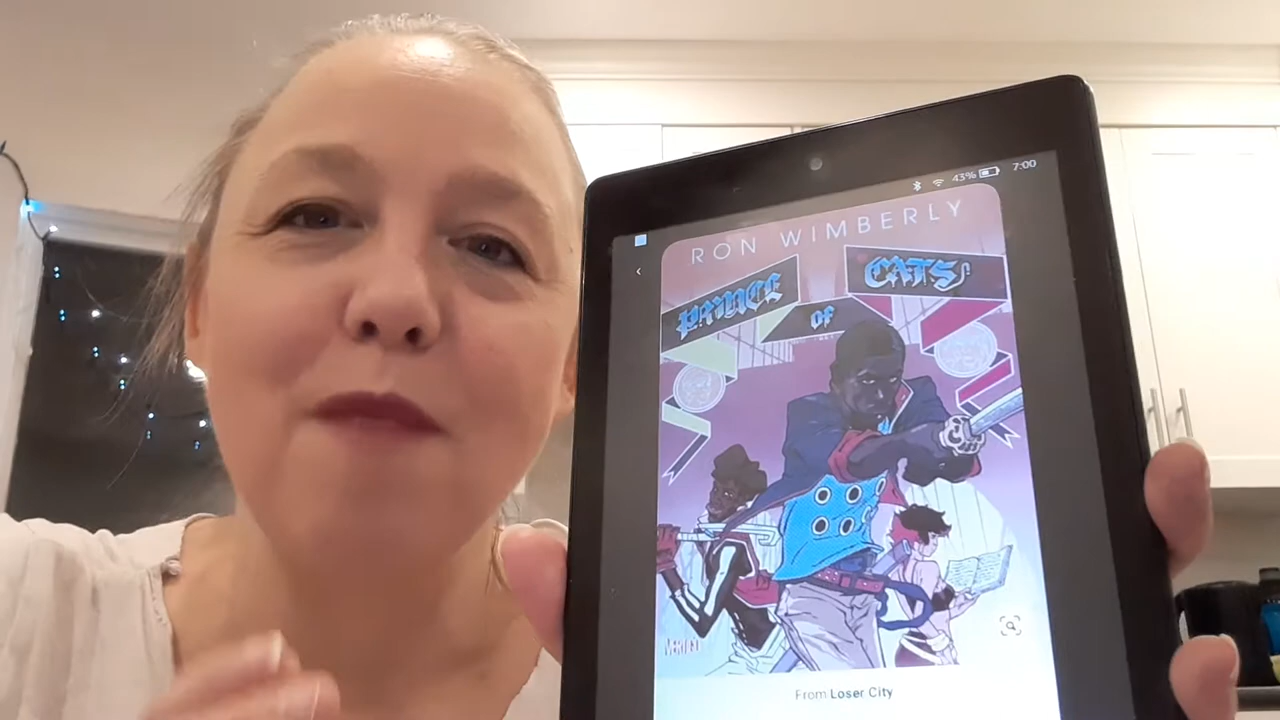 43% 7:00
RON WIMBERLY
PRINCE OF CATS
VERTIGO
From Loser City